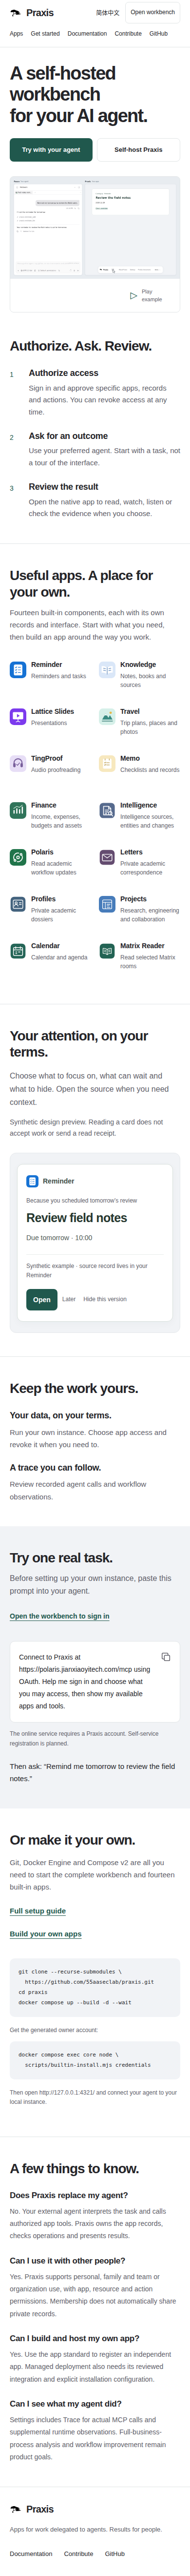 Praxis
简体中文
Open workbench
Apps
Get started
Documentation
Contribute
GitHub
A self-hosted
workbench
for your AI agent.
Try with your agent
Self-host Praxis
Play
example
Authorize. Ask. Review.
1
Authorize access
Sign in and approve specific apps, records
and actions. You can revoke access at any
time.
2
Ask for an outcome
Use your preferred agent. Start with a task, not
a tour of the interface.
3
Review the result
Open the native app to read, watch, listen or
check the evidence when you choose.
Useful apps. A place for
your own.
Fourteen built-in components, each with its own
records and interface. Start with what you need,
then build an app around the way you work.
Reminder
Reminders and tasks
Knowledge
Notes, books and
sources
Lattice Slides
Presentations
Travel
Trip plans, places and
photos
TingProof
Audio proofreading
Memo
Checklists and records
Finance
Income, expenses,
budgets and assets
Intelligence
Intelligence sources,
entities and changes
Polaris
Read academic
workflow updates
Letters
Private academic
correspondence
Profiles
Private academic
dossiers
Projects
Research, engineering
and collaboration
Calendar
Calendar and agenda
Matrix Reader
Read selected Matrix
rooms
Your attention, on your
terms.
Choose what to focus on, what can wait and
what to hide. Open the source when you need
context.
Synthetic design preview. Reading a card does not
accept work or send a read receipt.
Reminder
Because you scheduled tomorrow's review
Review field notes
Due tomorrow · 10:00
Synthetic example · source record lives in your
Reminder
Open
Later
Hide this version
Keep the work yours.
Your data, on your terms.
Run your own instance. Choose app access and
revoke it when you need to.
A trace you can follow.
Review recorded agent calls and workflow
observations.
Try one real task.
Before setting up your own instance, paste this
prompt into your agent.
Open the workbench to sign in
Connect to Praxis at
https://polaris.jianxiaoyitech.com/mcp using
OAuth. Help me sign in and choose what
you may access, then show my available
apps and tools.
The online service requires a Praxis account. Self-service
registration is planned.
Then ask: “Remind me tomorrow to review the field
notes.”
Or make it your own.
Git, Docker Engine and Compose v2 are all you
need to start the complete workbench and fourteen
built-in apps.
Full setup guide
Build your own apps
git clone --recurse-submodules \
https://github.com/55aaseclab/praxis.git
cd praxis
docker compose up --build -d --wait
Get the generated owner account:
docker compose exec core node \
scripts/builtin-install.mjs credentials
Then open http://127.0.0.1:4321/ and connect your agent to your
local instance.
A few things to know.
Does Praxis replace my agent?
No. Your external agent interprets the task and calls
authorized app tools. Praxis owns the app records,
checks operations and presents results.
Can I use it with other people?
Yes. Praxis supports personal, family and team or
organization use, with app, resource and action
permissions. Membership does not automatically share
private records.
Can I build and host my own app?
Yes. Use the app standard to register an independent
app. Managed deployment also needs its reviewed
integration and explicit installation configuration.
Can I see what my agent did?
Settings includes Trace for actual MCP calls and
supplemental runtime observations. Full-business-
process analysis and workflow improvement remain
product goals.
Praxis
Apps for work delegated to agents. Results for people.
Documentation
Contribute
GitHub